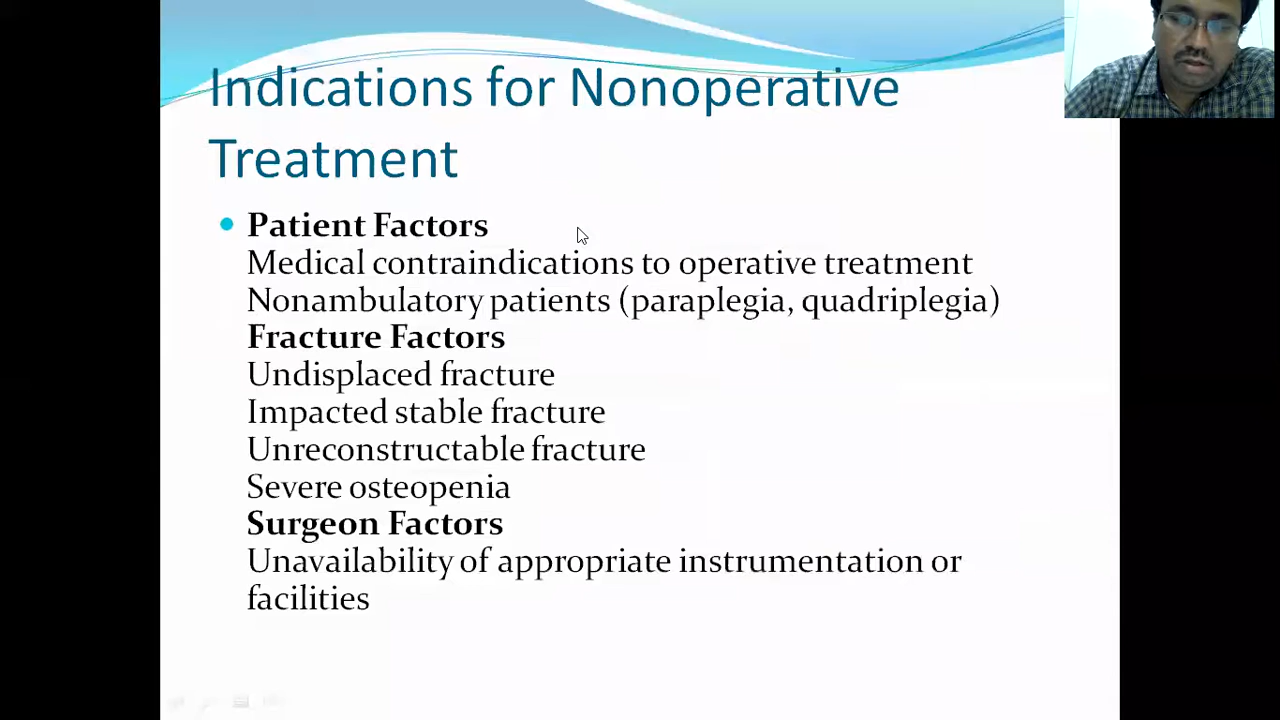 Indications for Nonoperative
Treatment
Patient Factors
Medical contraindications to operative treatment
Nonambulatory patients (paraplegia, quadriplegia)
Fracture Factors
Undisplaced fracture
Impacted stable fracture
Unreconstructable fracture
Severe osteopenia
Surgeon Factors
Unavailability of appropriate instrumentation or
facilities